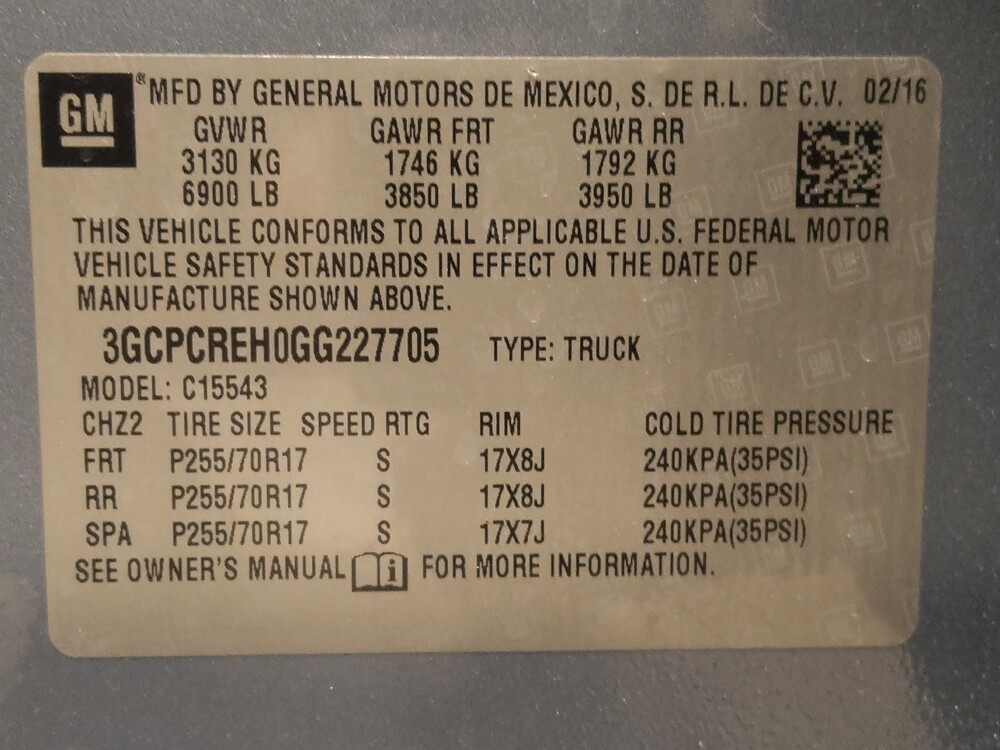 GM ® MFD BY GENERAL MOTORS DE MEXICO, S. DE R.L. DE C.V. 02/16
GVWR GAWR FRT GAWR RR
3130 KG 1746 KG 1792 KG
6900 LB 3850 LB 3950 LB
THIS VEHICLE CONFORMS TO ALL APPLICABLE U.S. FEDERAL MOTOR
VEHICLE SAFETY STANDARDS IN EFFECT ON THE DATE OF
MANUFACTURE SHOWN ABOVE.
3GCPCREH0GG227705 TYPE: TRUCK
MODEL: C15543
CHZ2 TIRE SIZE SPEED RTG RIM COLD TIRE PRESSURE
FRT P255/70R17 S 17X8J 240KPA(35PSI)
RR P255/70R17 S 17X8J 240KPA(35PSI)
SPA P255/70R17 S 17X7J 240KPA(35PSI)
SEE OWNER'S MANUAL i FOR MORE INFORMATION.